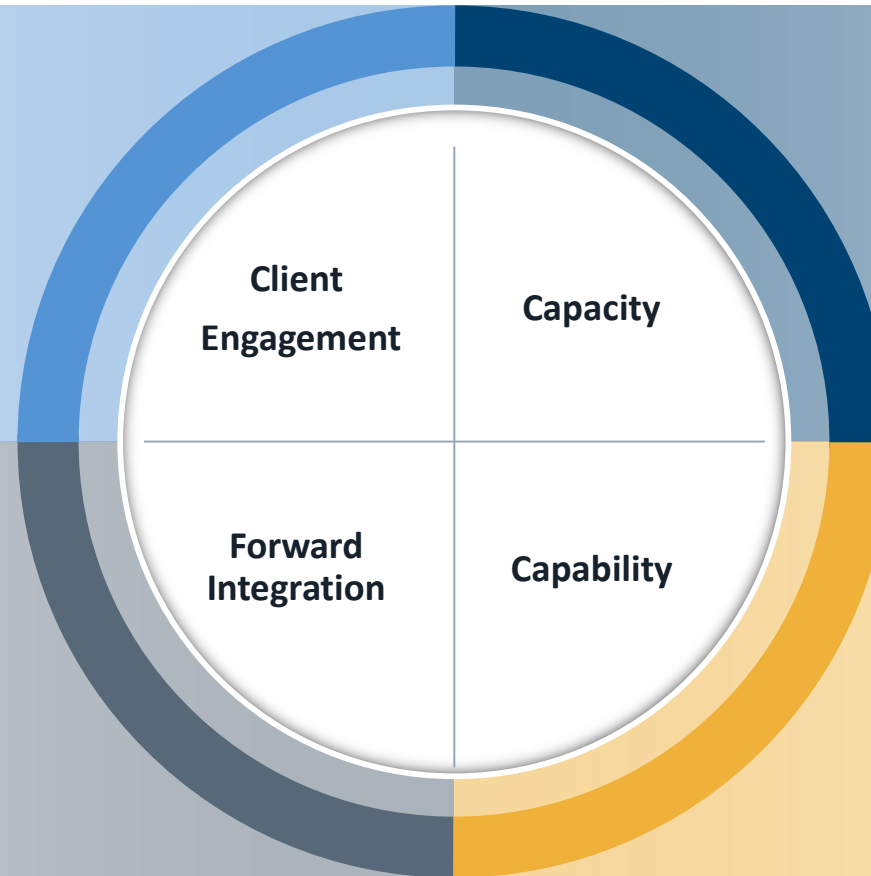 Client
Engagement
Capacity
Forward
Integration
Capability